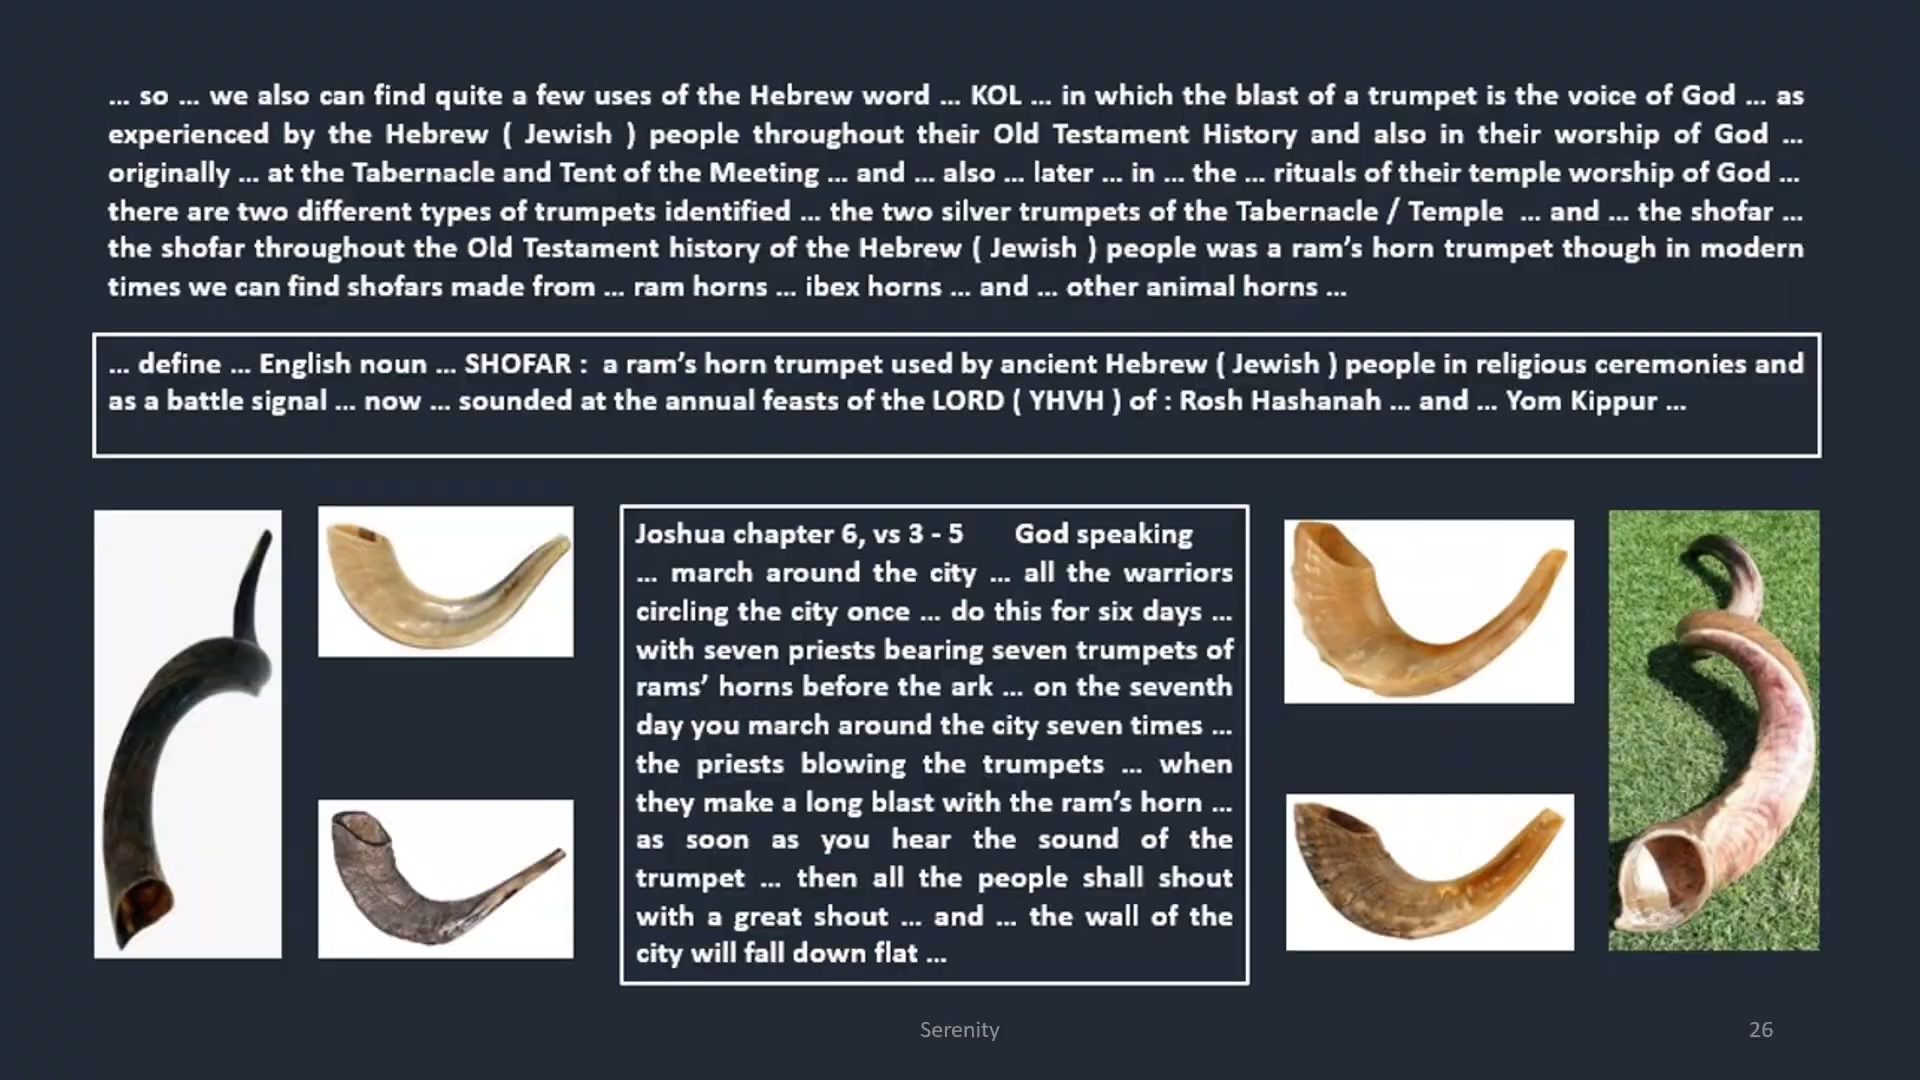 ... so ... we also can find quite a few uses of the Hebrew word ... KOL ... in which the blast of a trumpet is the voice of God ... as
experienced by the Hebrew ( Jewish ) people throughout their Old Testament History and also in their worship of God ...
originally ... at the Tabernacle and Tent of the Meeting ... and ... also ... later ... in ... the ... rituals of their temple worship of God ...
there are two different types of trumpets identified ... the two silver trumpets of the Tabernacle / Temple ... and ... the shofar ...
the shofar throughout the Old Testament history of the Hebrew ( Jewish ) people was a ram’s horn trumpet though in modern
times we can find shofars made from ... ram horns ... ibex horns ... and ... other animal horns ...
... define ... English noun ... SHOFAR : a ram’s horn trumpet used by ancient Hebrew ( Jewish ) people in religious ceremonies and
as a battle signal ... now ... sounded at the annual feasts of the LORD ( YHVH ) of : Rosh Hashanah ... and ... Yom Kippur ...
Joshua chapter 6, vs 3 - 5 God speaking
... march around the city ... all the warriors
circling the city once ... do this for six days ...
with seven priests bearing seven trumpets of
rams’ horns before the ark ... on the seventh
day you march around the city seven times ...
the priests blowing the trumpets ... when
they make a long blast with the ram’s horn ...
as soon as you hear the sound of the
trumpet ... then all the people shall shout
with a great shout ... and ... the wall of the
city will fall down flat ...
Serenity
26